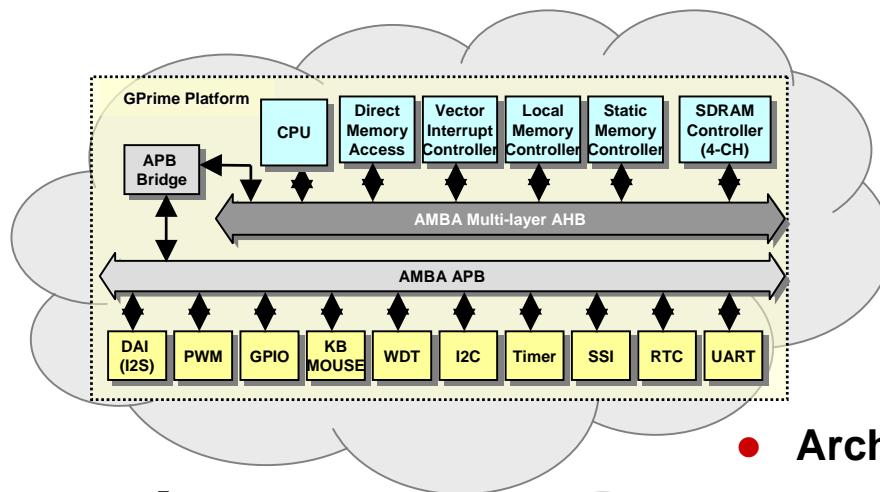 GPrime Platform
CPU
Direct
Memory
Access
Vector
Interrupt
Controller
Local
Memory
Controller
Static
Memory
Controller
SDRAM
Controller
(4-CH)
APB
Bridge
AMBA Multi-layer AHB
AMBA APB
DAI
(I2S)
PWM
GPIO
KB
MOUSE
WDT
I2C
Timer
SSI
RTC
UART
• Arch